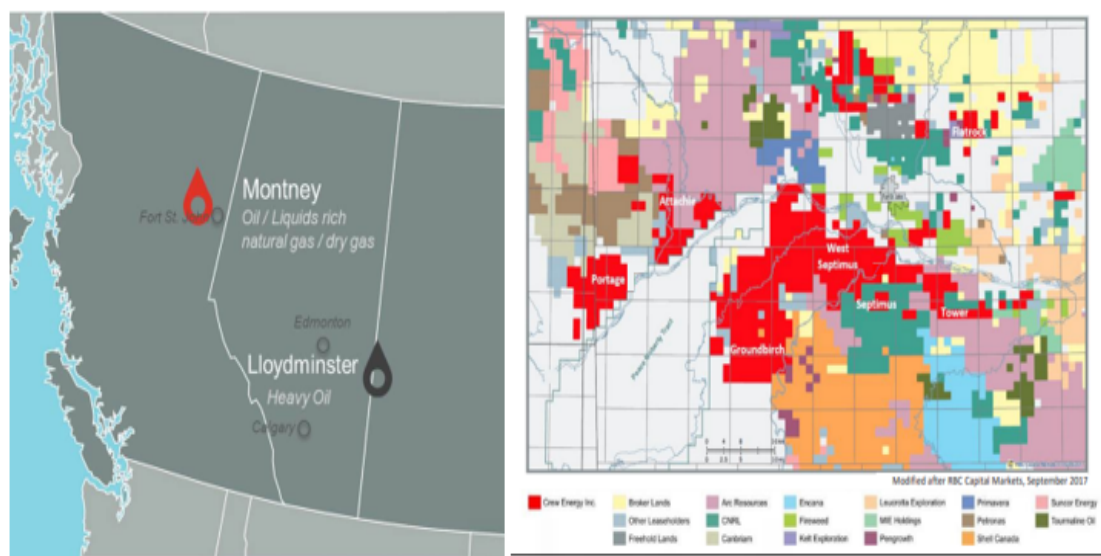 Montney
Fort St. John
Oil / Liquids rich
natural gas / dry gas
Edmonton
Lloydminster
Heavy Oil
Calgary
Flatrock
Attachie
West
Septimus
Portage
Septimus
Tower
Groundbirch
Modified after RBC Capital Markets, September 2017
Crew Energy Inc.
Broker Lands
Arc Resources
Encana
Leucrotta Exploration
Primavera
Suncor Energy
Other Leaseholders
CNRL
Fireweed
MIE Holdings
Petronas
Tourmaline Oil
Freehold Lands
Canbriam
Kelt Exploration
Pengrowth
Shell Canada